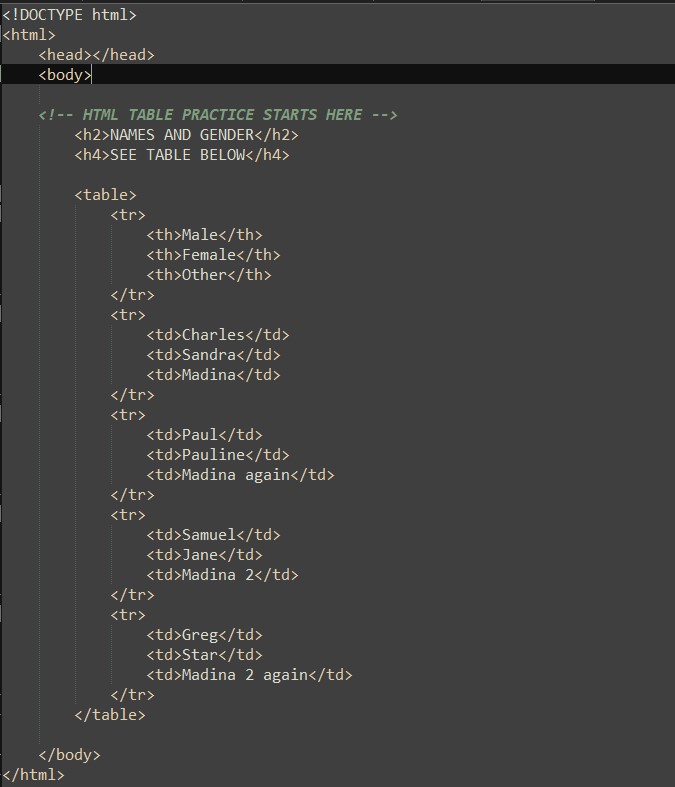 <!DOCTYPE html>
<html>
    <head></head>
    <body>
    <!-- HTML TABLE PRACTICE STARTS HERE -->
        <h2>NAMES AND GENDER</h2>
        <h4>SEE TABLE BELOW</h4>
        <table>
            <tr>
                <th>Male</th>
                <th>Female</th>
                <th>Other</th>
            </tr>
            <tr>
                <td>Charles</td>
                <td>Sandra</td>
                <td>Madina</td>
            </tr>
            <tr>
                <td>Paul</td>
                <td>Pauline</td>
                <td>Madina again</td>
            </tr>
            <tr>
                <td>Samuel</td>
                <td>Jane</td>
                <td>Madina 2</td>
            </tr>
            <tr>
                <td>Greg</td>
                <td>Star</td>
                <td>Madina 2 again</td>
            </tr>
        </table>
    </body>
</html>